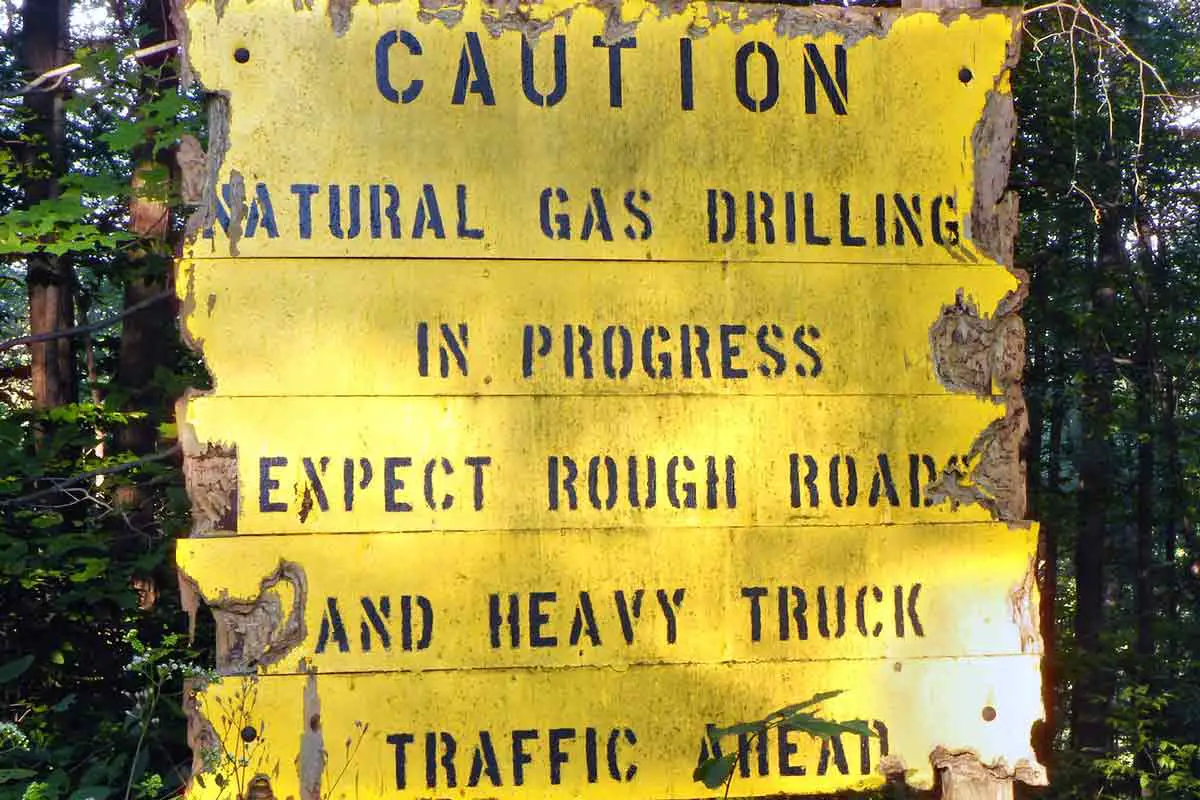 CAUTION
NATURAL GAS DRILLING
IN PROGRESS
EXPECT ROUGH ROADS
AND HEAVY TRUCK
TRAFFIC AHEAD